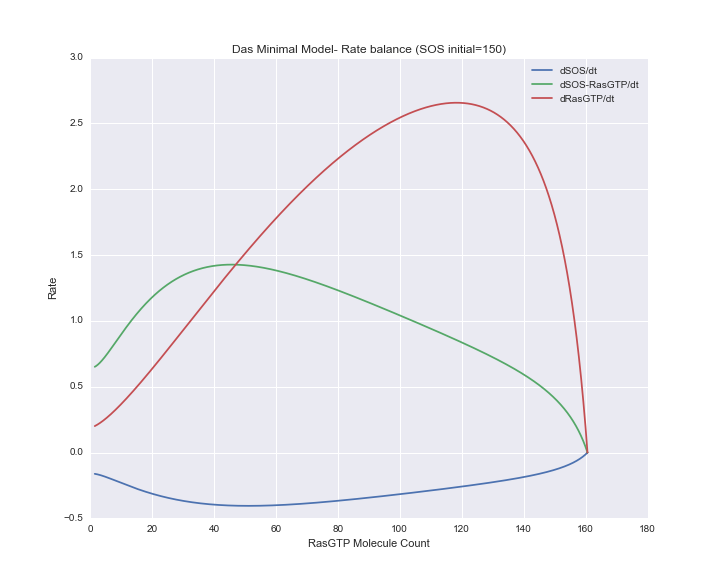 Das Minimal Model- Rate balance (SOS initial=150)
dSOS/dt
dSOS-RasGTP/dt
dRasGTP/dt
3.0
2.5
2.0
1.5
1.0
0.5
0.0
−0.5
Rate
0 20 40 60 80 100 120 140 160 180
RasGTP Molecule Count